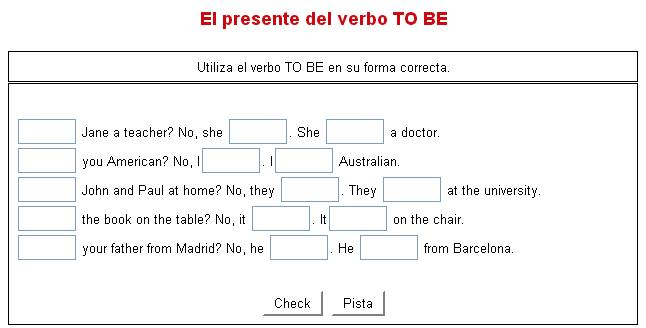 El presente del verbo TO BE
Utiliza el verbo TO BE en su forma correcta.
Jane a teacher? No, she . She a doctor.
you American? No, I . I Australian.
John and Paul at home? No, they . They at the university.
the book on the table? No, it . It on the chair.
your father from Madrid? No, he . He from Barcelona.
Check Pista